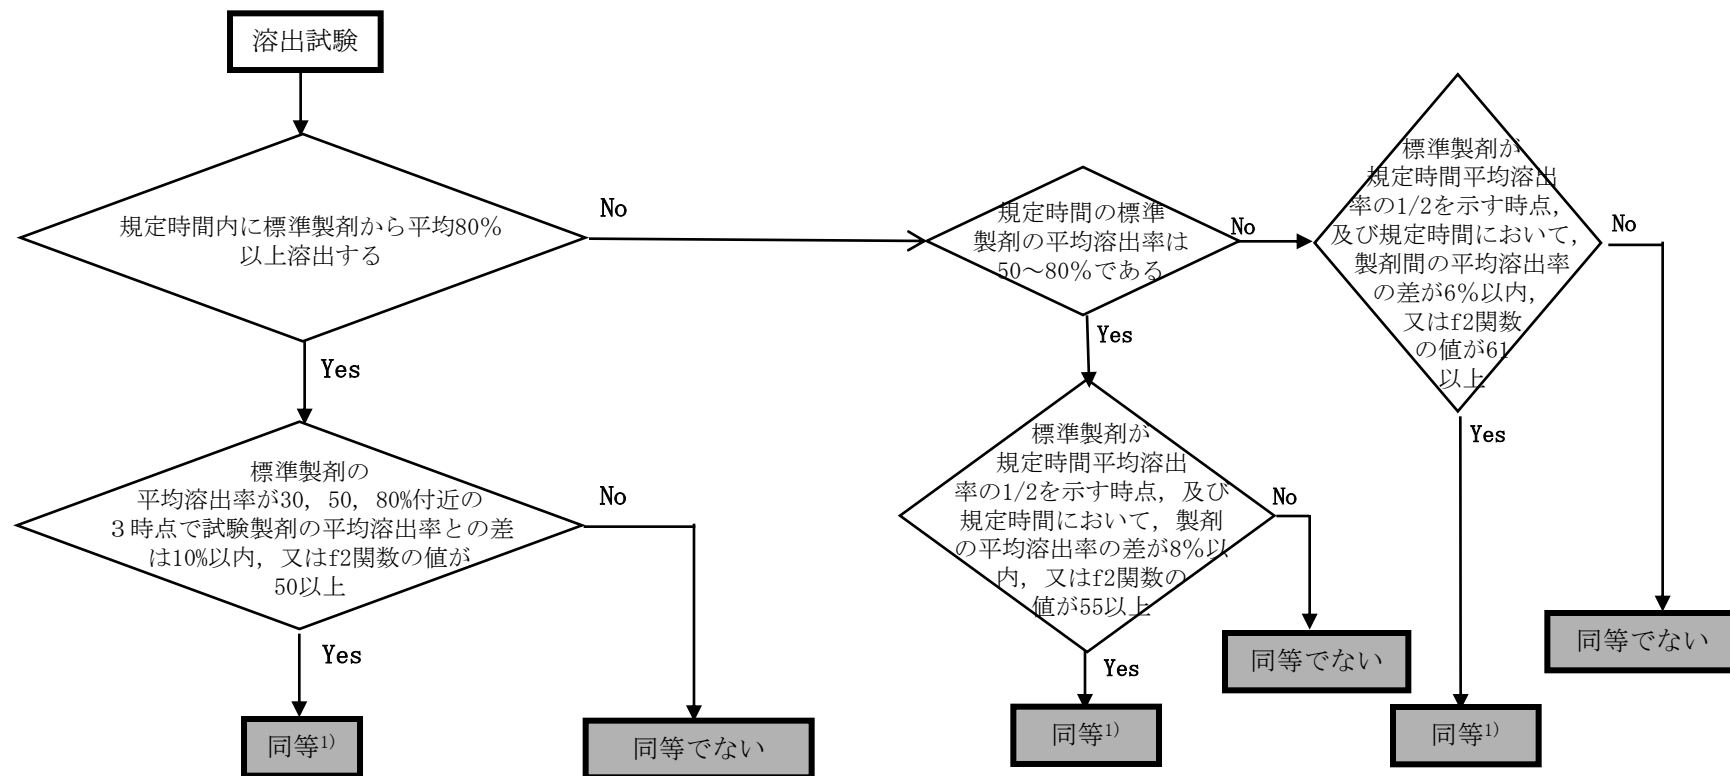 溶出試験
規定時間内に標準製剤から平均80%
以上溶出する
No
Yes
標準製剤の
平均溶出率が30, 50, 80%付近の
3時点で試験製剤の平均溶出率との差
は10%以内, 又はf2関数の値が
50以上
No
Yes
同等1)
同等でない
規定時間の標準
製剤の平均溶出率は
50～80%である
No
Yes
標準製剤が
規定時間平均溶出
率の1/2を示す時点, 及び
規定時間において, 製剤
の平均溶出率の差が8%以
内, 又はf2関数の
値が55以上
No
Yes
同等1)
同等でない
標準製剤が
規定時間平均溶出
率の1/2を示す時点,
及び規定時間において,
製剤間の平均溶出率
の差が6%以内,
又はf2関数
の値が61
以上
No
Yes
同等1)
同等でない